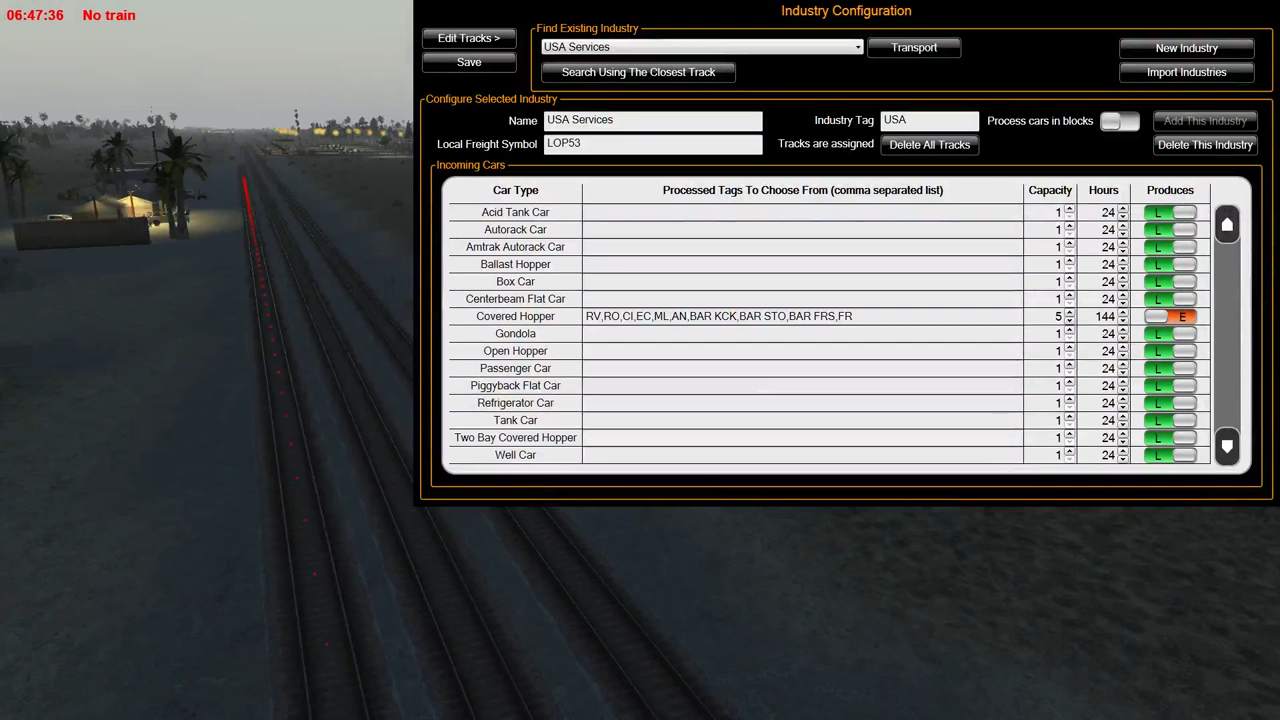 06:47:36 No train
Industry Configuration
Edit Tracks >
Save
Find Existing Industry
USA Services
Transport
Search Using The Closest Track
New Industry
Import Industries
Configure Selected Industry
Name USA Services
Industry Tag USA
Process cars in blocks
Add This Industry
Local Freight Symbol LOP53
Tracks are assigned
Delete All Tracks
Delete This Industry
Incoming Cars
Car Type Processed Tags To Choose From (comma separated list) Capacity Hours Produces
Acid Tank Car 1 24 L
Autorack Car 1 24 L
Amtrak Autorack Car 1 24 L
Ballast Hopper 1 24 L
Box Car 1 24 L
Centerbeam Flat Car 1 24 L
Covered Hopper RV,RO,CI,EC,ML,AN,BAR KCK,BAR STO,BAR FRS,FR 5 144 E
Gondola 1 24 L
Open Hopper 1 24 L
Passenger Car 1 24 L
Piggyback Flat Car 1 24 L
Refrigerator Car 1 24 L
Tank Car 1 24 L
Two Bay Covered Hopper 1 24 L
Well Car 1 24 L